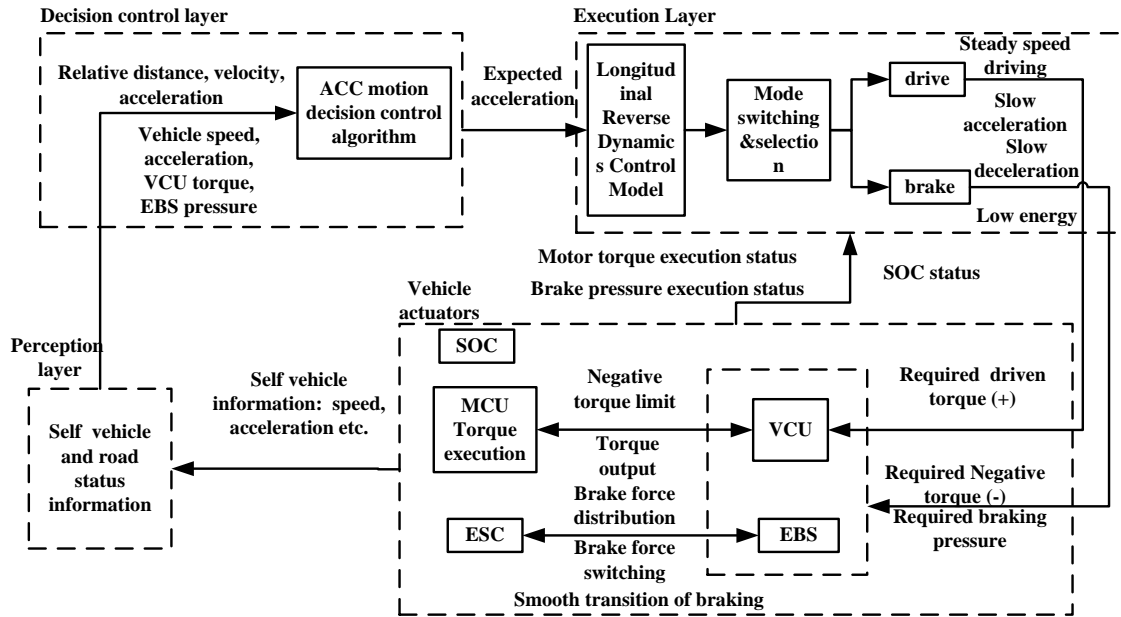 Decision control layer
Relative distance, velocity,
acceleration
Vehicle speed,
acceleration,
VCU torque,
EBS pressure
ACC motion
decision control
algorithm
Expected
acceleration
Execution Layer
Longitud
inal
Reverse
Dynamic
s Control
Model
Mode
switching
&selectio
n
drive
brake
Steady speed
driving
Slow
acceleration
Slow
deceleration
Low energy
Motor torque execution status
Brake pressure execution status
SOC status
Vehicle
actuators
SOC
MCU
Torque
execution
ESC
Negative
torque limit
Torque
output
Brake force
distribution
Brake force
switching
VCU
EBS
Smooth transition of braking
Required driven
torque (+)
Required Negative
torque (-)
Required braking
pressure
Perception
layer
Self vehicle
and road
status
information
Self vehicle
information: speed,
acceleration etc.